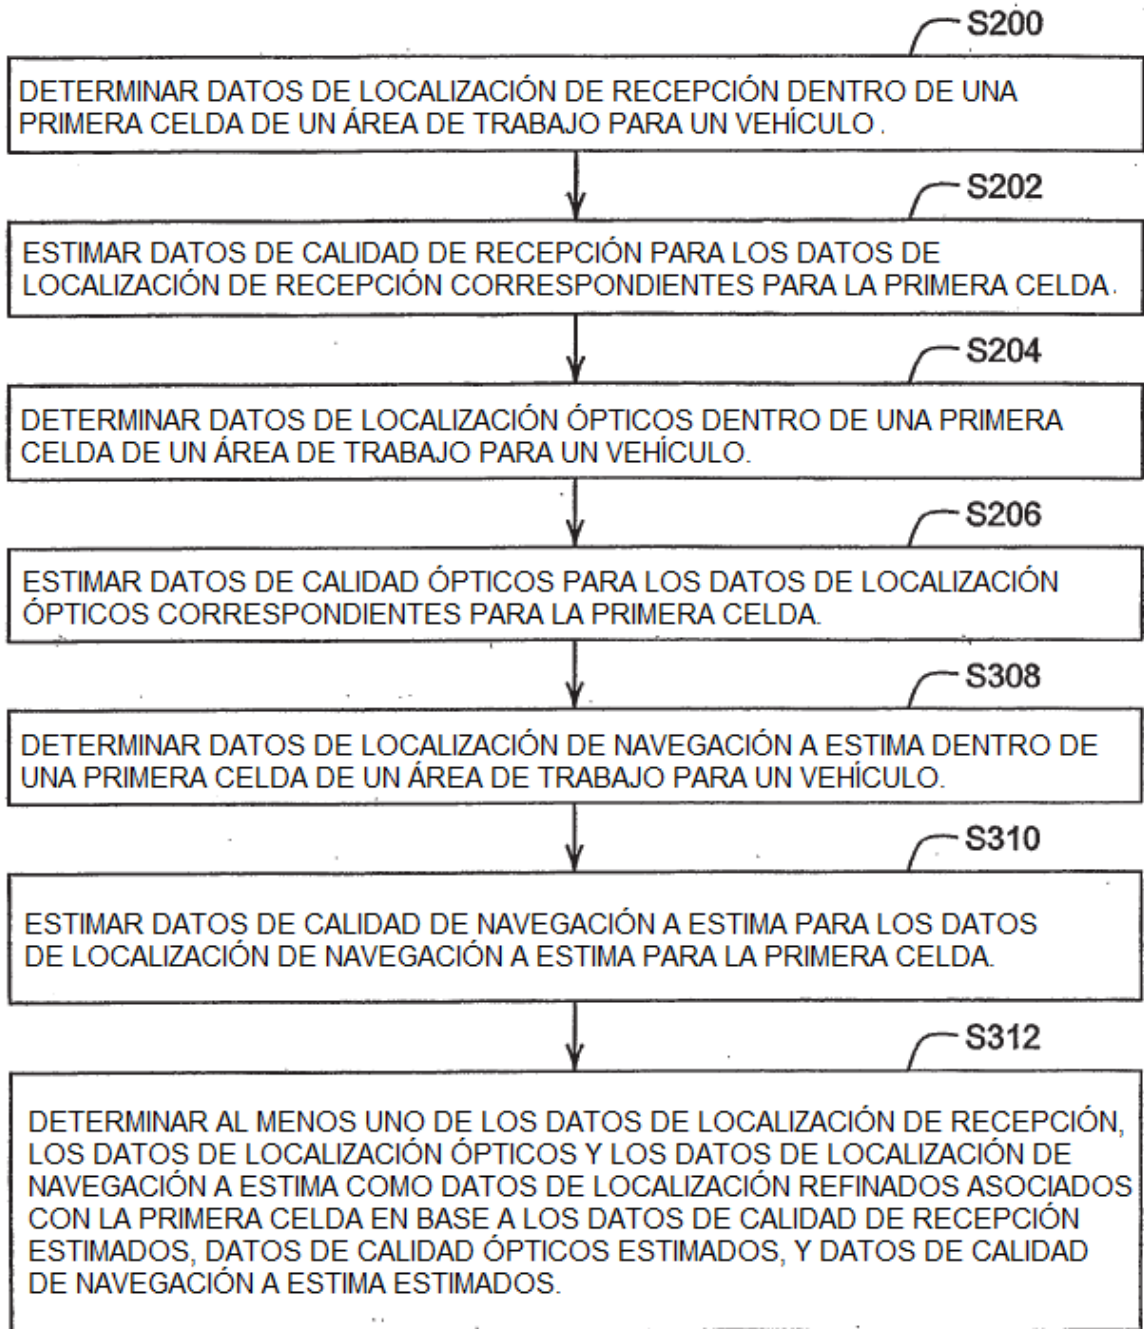 S200
DETERMINAR DATOS DE LOCALIZACIÓN DE RECEPCIÓN DENTRO DE UNA
PRIMERA CELDA DE UN ÁREA DE TRABAJO PARA UN VEHÍCULO.
S202
ESTIMAR DATOS DE CALIDAD DE RECEPCIÓN PARA LOS DATOS DE
LOCALIZACIÓN DE RECEPCIÓN CORRESPONDIENTES PARA LA PRIMERA CELDA.
S204
DETERMINAR DATOS DE LOCALIZACIÓN ÓPTICOS DENTRO DE UNA PRIMERA
CELDA DE UN ÁREA DE TRABAJO PARA UN VEHÍCULO.
S206
ESTIMAR DATOS DE CALIDAD ÓPTICOS PARA LOS DATOS DE LOCALIZACIÓN
ÓPTICOS CORRESPONDIENTES PARA LA PRIMERA CELDA.
S308
DETERMINAR DATOS DE LOCALIZACIÓN DE NAVEGACIÓN A ESTIMA DENTRO DE
UNA PRIMERA CELDA DE UN ÁREA DE TRABAJO PARA UN VEHÍCULO.
S310
ESTIMAR DATOS DE CALIDAD DE NAVEGACIÓN A ESTIMA PARA LOS DATOS
DE LOCALIZACIÓN DE NAVEGACIÓN A ESTIMA PARA LA PRIMERA CELDA.
S312
DETERMINAR AL MENOS UNO DE LOS DATOS DE LOCALIZACIÓN DE RECEPCIÓN,
LOS DATOS DE LOCALIZACIÓN ÓPTICOS Y LOS DATOS DE LOCALIZACIÓN DE
NAVEGACIÓN A ESTIMA COMO DATOS DE LOCALIZACIÓN REFINADOS ASOCIADOS
CON LA PRIMERA CELDA EN BASE A LOS DATOS DE CALIDAD DE RECEPCIÓN
ESTIMADOS, DATOS DE CALIDAD ÓPTICOS ESTIMADOS, Y DATOS DE CALIDAD
DE NAVEGACIÓN A ESTIMA ESTIMADOS.